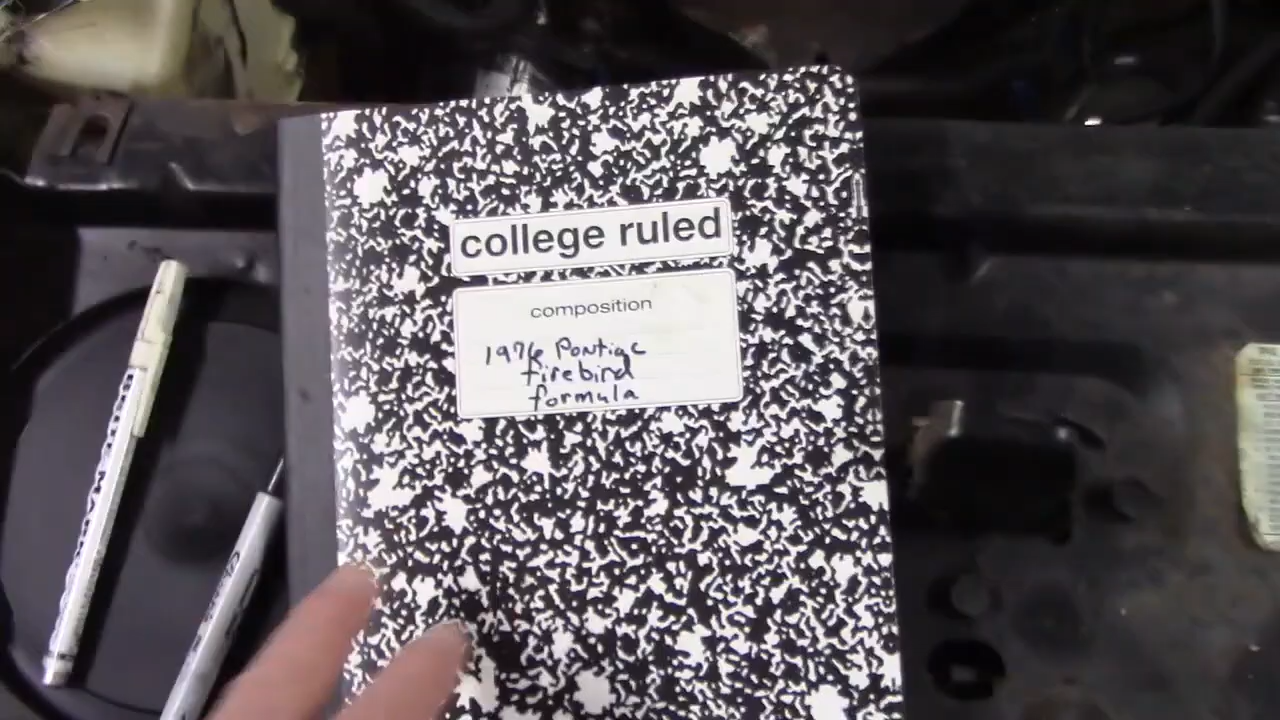 college ruled
composition
1976 Pontiac
firebird
formula